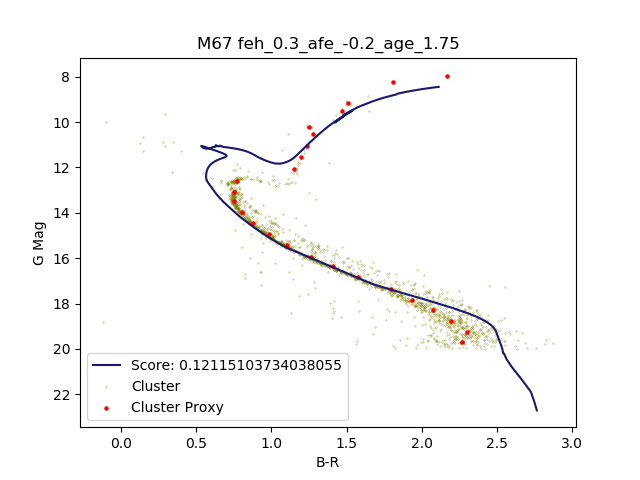 M67 feh_0.3_afe_-0.2_age_1.75
8
10
12
14
16
18
20
22
G Mag
Score: 0.12115103734038055
Cluster
Cluster Proxy
0.0 0.5 1.0 1.5 2.0 2.5 3.0
B-R